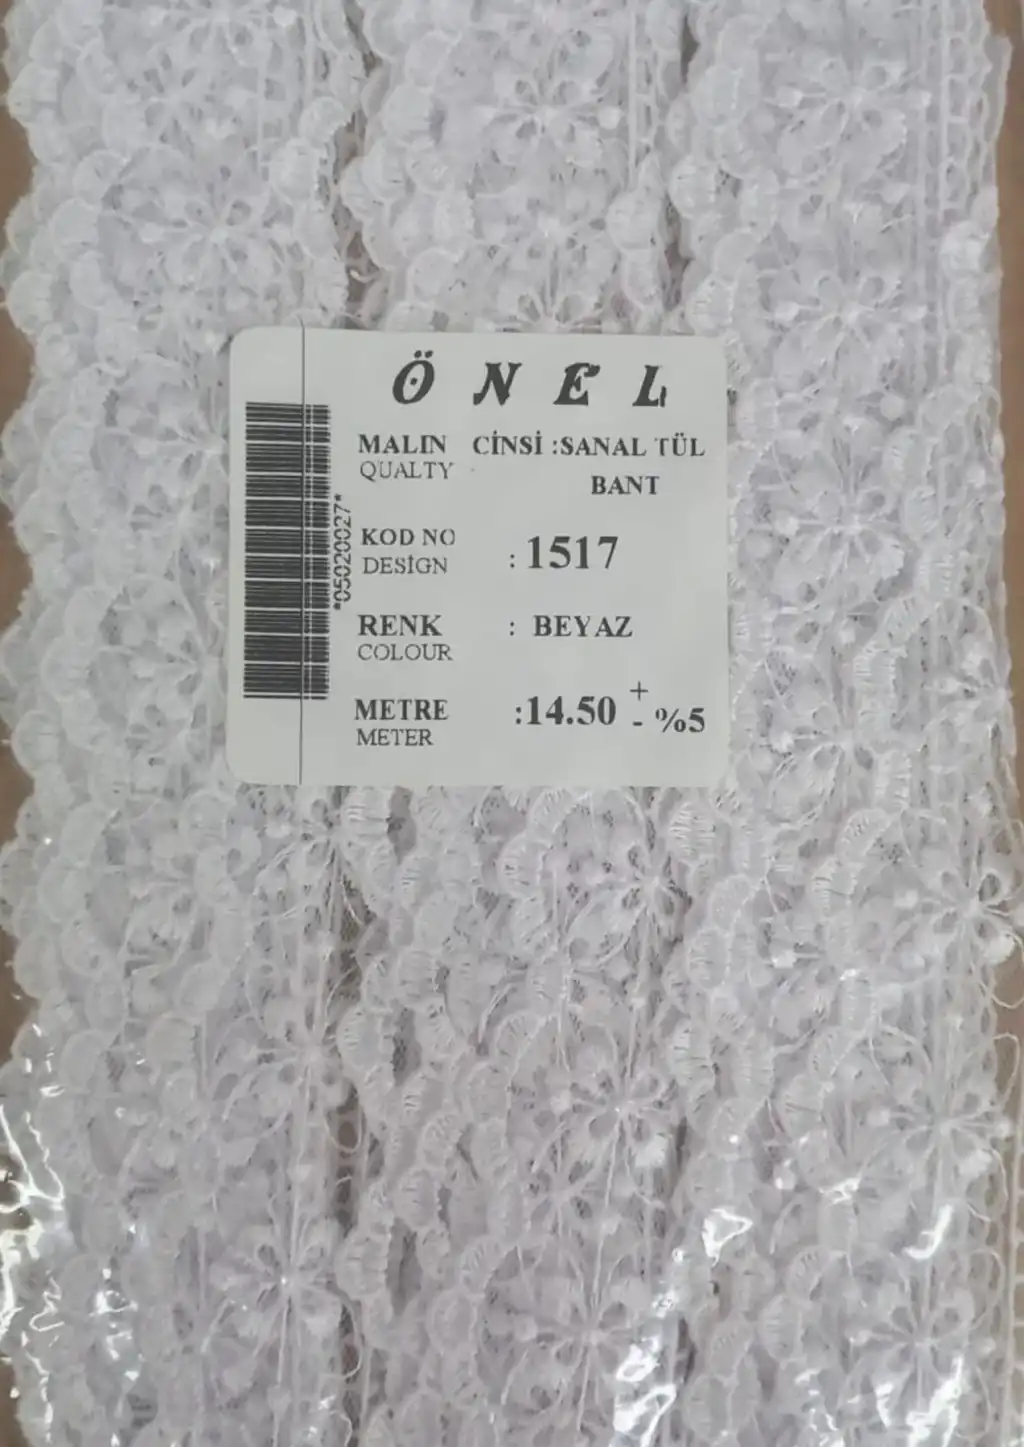 ÖNEL
MALIN CİNSİ :SANAL TÜL
QUALTY
BANT
KOD NO
DESİGN : 1517
RENK : BEYAZ
COLOUR
METRE :14.50 +- %5
METER
*05020027*